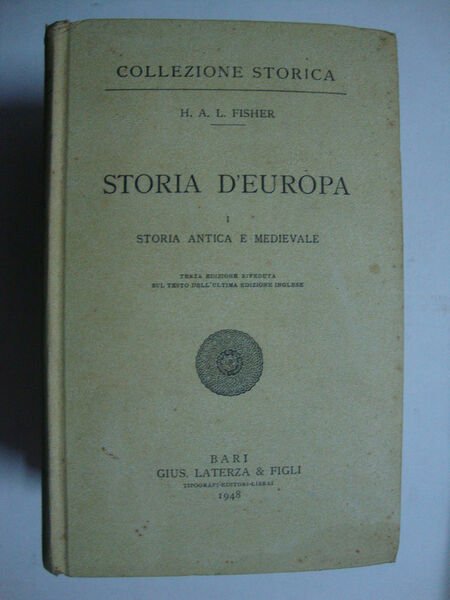 COLLEZIONE STORICA
H. A. L. FISHER
STORIA D'EUROPA
I
STORIA ANTICA E MEDIEVALE
TERZA EDIZIONE RIVEDUTA
SUL TESTO DELL'ULTIMA EDIZIONE INGLESE
BARI
GIUS. LATERZA & FIGLI
TIPOGRAFI-EDITORI-LIBRAI
1948